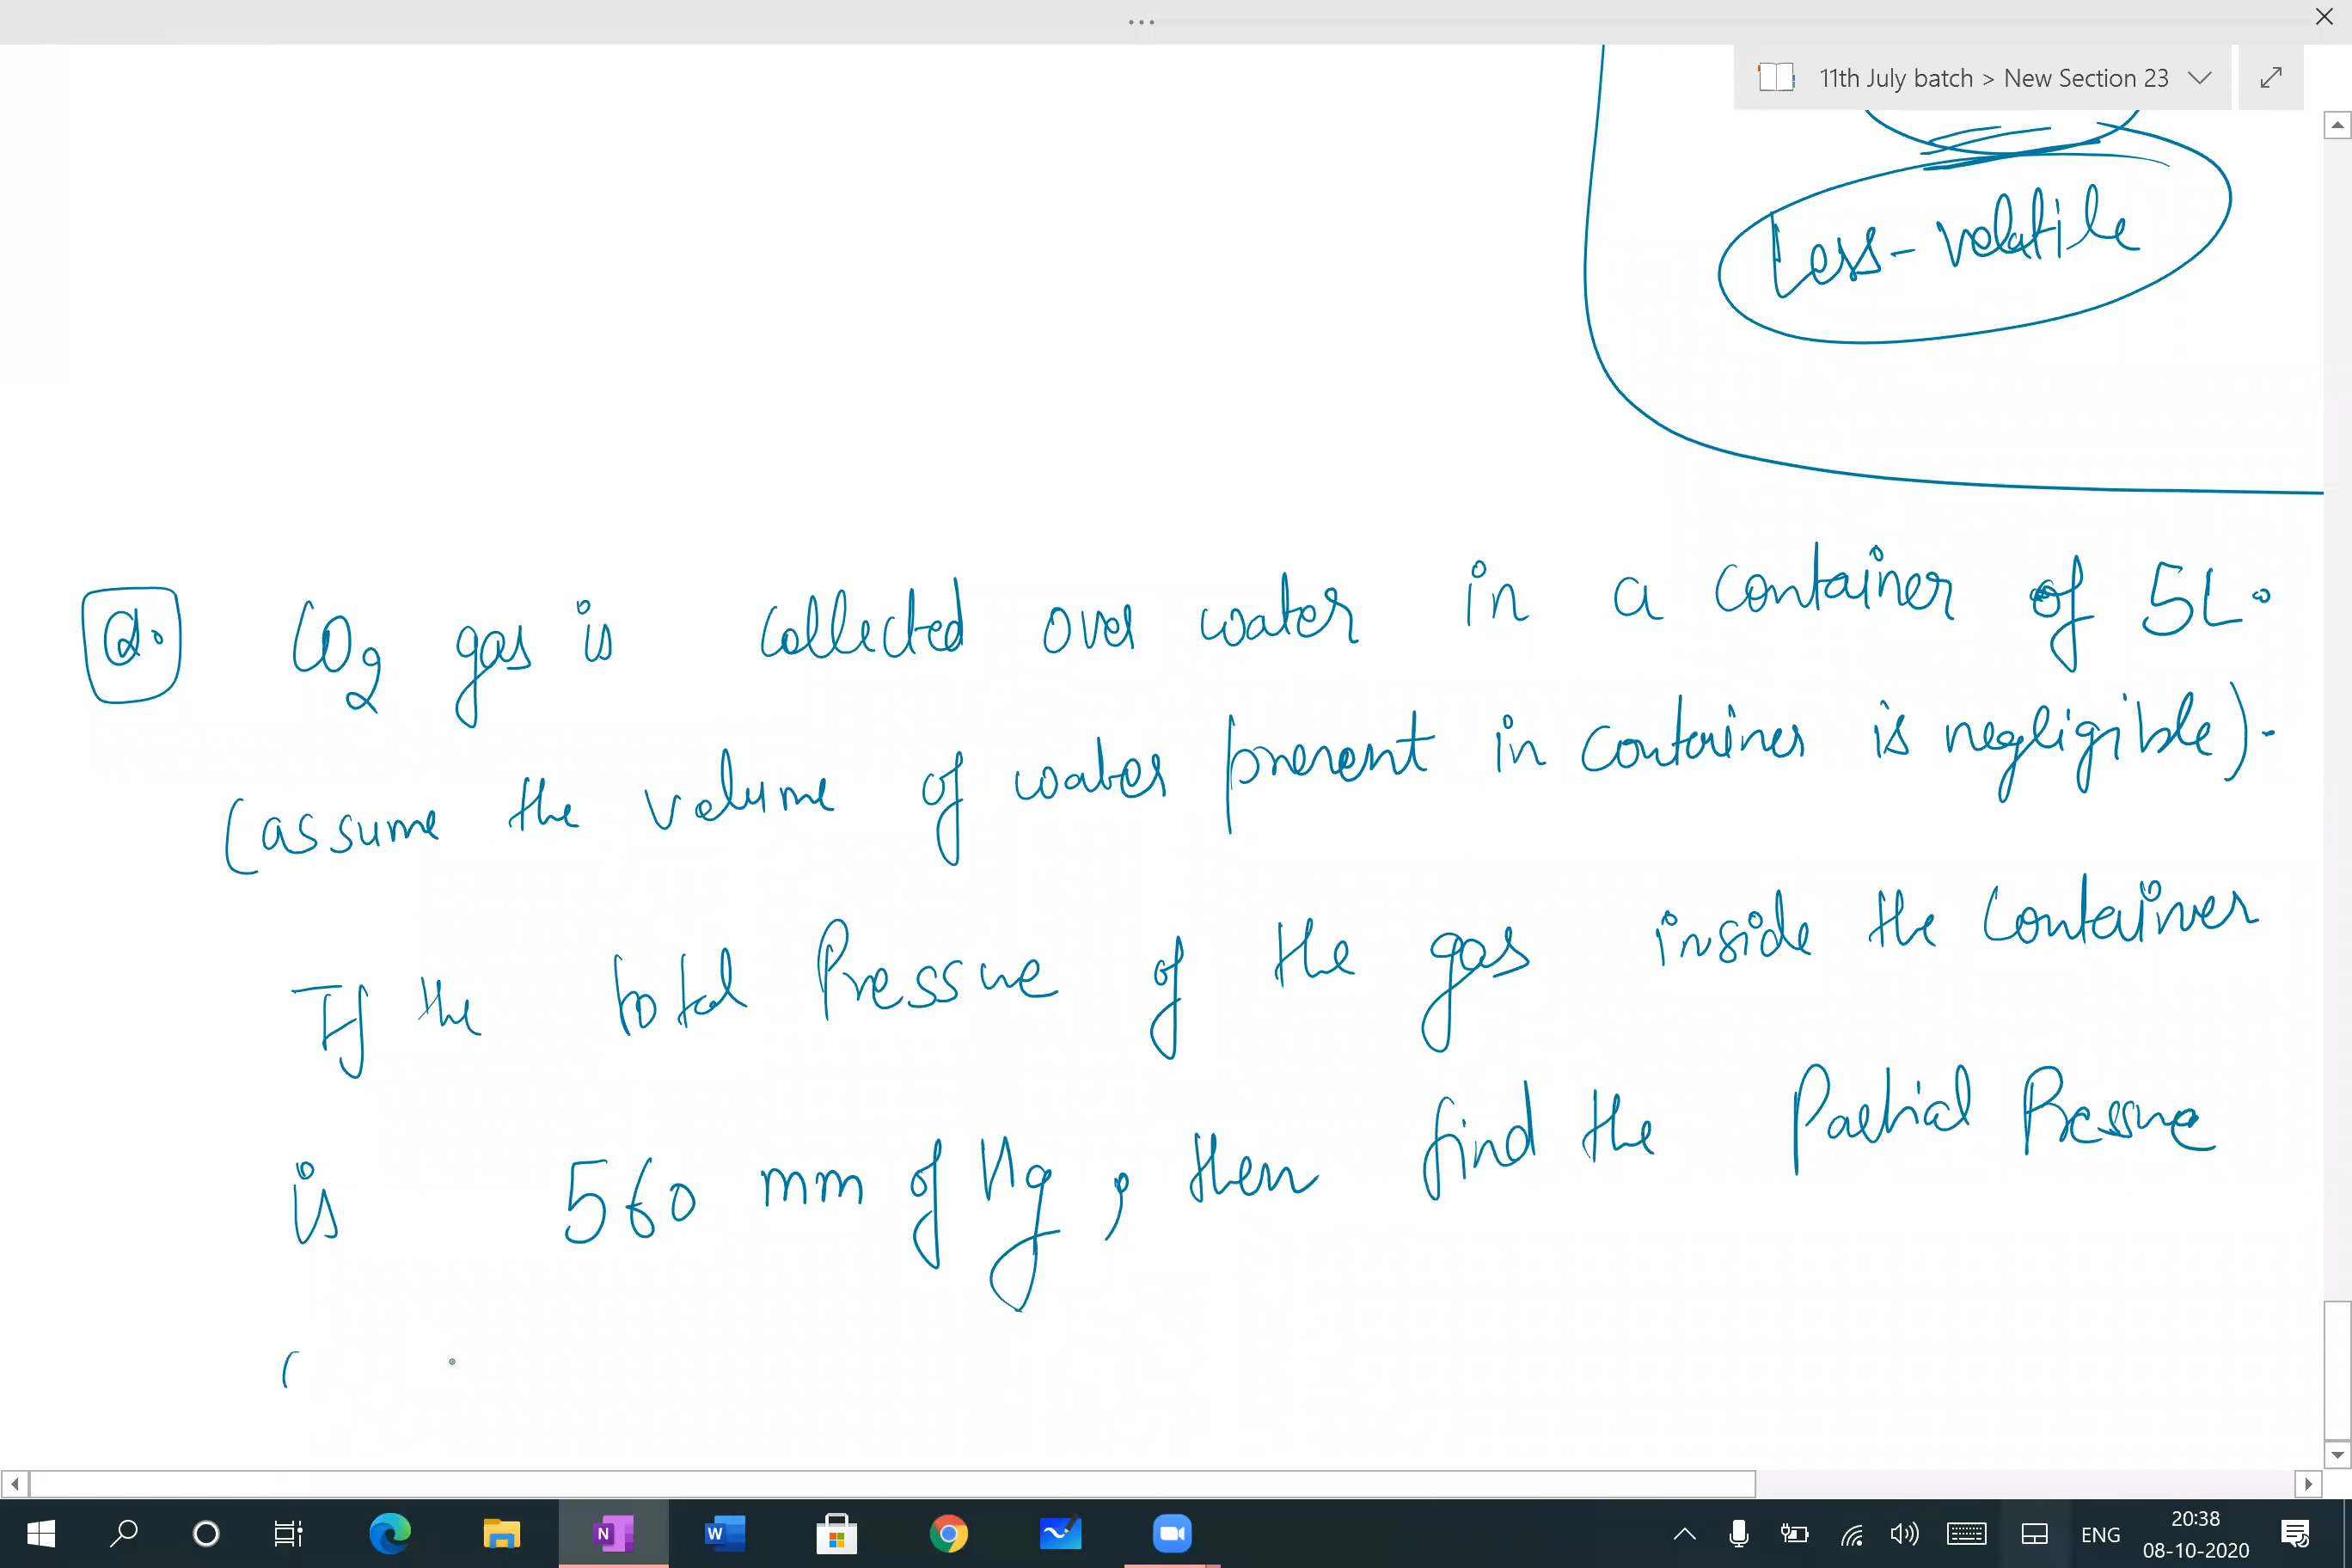 11th July batch > New Section 23
Less-volatile
Q. CO2 gas is collected over water in a container of 5L.
(assume the volume of water present in container is negligible).
If the total Pressure of the gas inside the container
is 560 mm of Hg, then find the Partial Pressure
(
ENG
20:38
08-10-2020